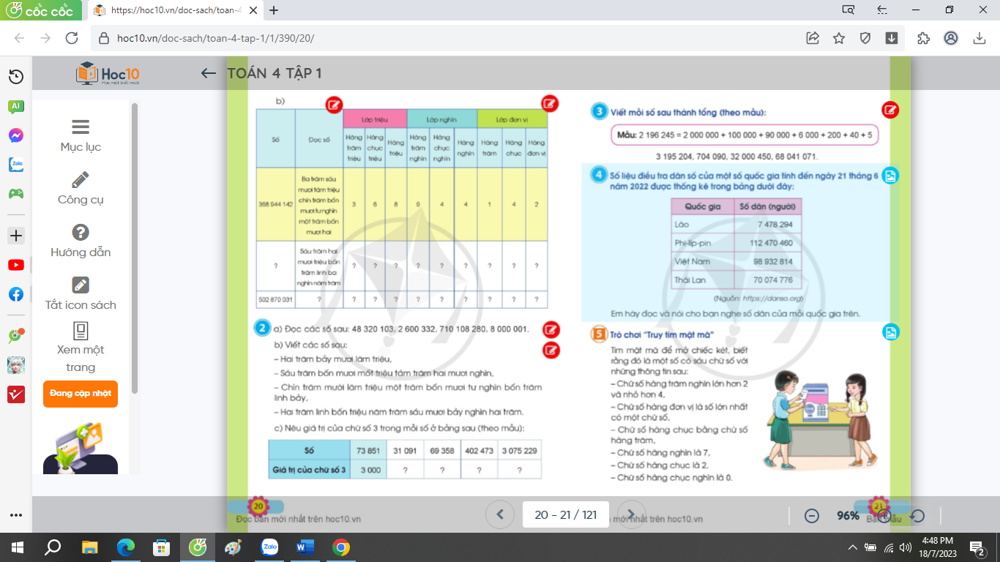 CỐC CỐC
https://hoc10.vn/doc-sach/toan-4
hoc10.vn/doc-sach/toan-4-tap-1/1/390/20/
Hoc10
Học một biết mười
TOÁN 4 TẬP 1
AI
Zalo
Mục lục
Công cụ
Hướng dẫn
Tắt icon sách
Xem một
trang
Đang cập nhật
b)
Số
Đọc số
Lớp triệu
Lớp nghìn
Lớp đơn vị
Hàng trăm triệu
Hàng chục triệu
Hàng triệu
Hàng trăm nghìn
Hàng chục nghìn
Hàng nghìn
Hàng trăm
Hàng chục
Hàng đơn vị
368 944 142
Ba trăm sáu
mươi tám triệu
chín trăm bốn
mươi tư nghìn
một trăm bốn
mươi hai
3 6 8 9 4 4 1 4 2
?
Sáu trăm hai
mươi triệu bốn
trăm linh ba
nghìn năm trăm
? ? ? ? ? ? ? ? ?
502 870 031 ? ? ? ? ? ? ? ? ? ?
2 a) Đọc các số sau: 48 320 103, 2 600 332, 710 108 280, 8 000 001.
b) Viết các số sau:
– Hai trăm bảy mươi lăm triệu,
– Sáu trăm bốn mươi mốt triệu tám trăm hai mươi nghìn,
– Chín trăm mười lăm triệu một trăm bốn mươi tư nghìn bốn trăm
linh bảy,
– Hai trăm linh bốn triệu năm trăm sáu mươi bảy nghìn hai trăm.
c) Nêu giá trị của chữ số 3 trong mỗi số ở bảng sau (theo mẫu):
Số 73 851 31 091 69 358 402 473 3 075 229
Giá trị của chữ số 3 3 000 ? ? ? ?
20
Đọc bản mới nhất trên hoc10.vn
3 Viết mỗi số sau thành tổng (theo mẫu):
Mẫu: 2 196 245 = 2 000 000 + 100 000 + 90 000 + 6 000 + 200 + 40 + 5
3 195 204, 704 090, 32 000 450, 68 041 071.
4 Số liệu điều tra dân số của một số quốc gia tính đến ngày 21 tháng 6
năm 2022 được thống kê trong bảng dưới đây:
Quốc gia Số dân (người)
Lào 7 478 294
Phi-líp-pin 112 470 460
Việt Nam 98 932 814
Thái Lan 70 074 776
(Nguồn: https://danso.org)
Em hãy đọc và nói cho bạn nghe số dân của mỗi quốc gia trên.
5 Trò chơi "Truy tìm mật mã"
Tìm mật mã để mở chiếc két, biết
rằng đó là một số có sáu chữ số với
những thông tin sau:
– Chữ số hàng trăm nghìn lớn hơn 2
và nhỏ hơn 4,
– Chữ số hàng đơn vị là số lớn nhất
có một chữ số,
– Chữ số hàng chục bằng chữ số
hàng trăm,
– Chữ số hàng nghìn là 7,
– Chữ số hàng chục là 2,
– Chữ số hàng chục nghìn là 0.
21
mới nhất trên hoc10.vn
20 – 21 / 121
96%
Zalo
4:48 PM
18/7/2023
2